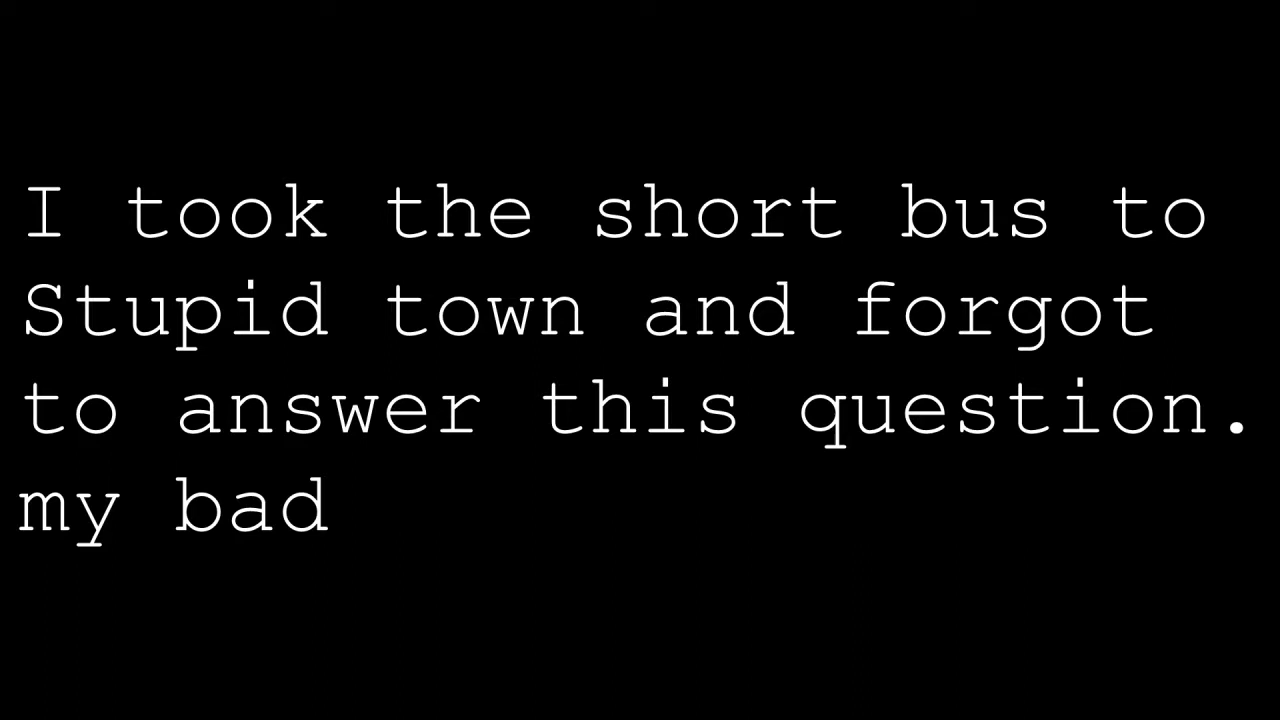 I took the short bus to
Stupid town and forgot
to answer this question.
my bad